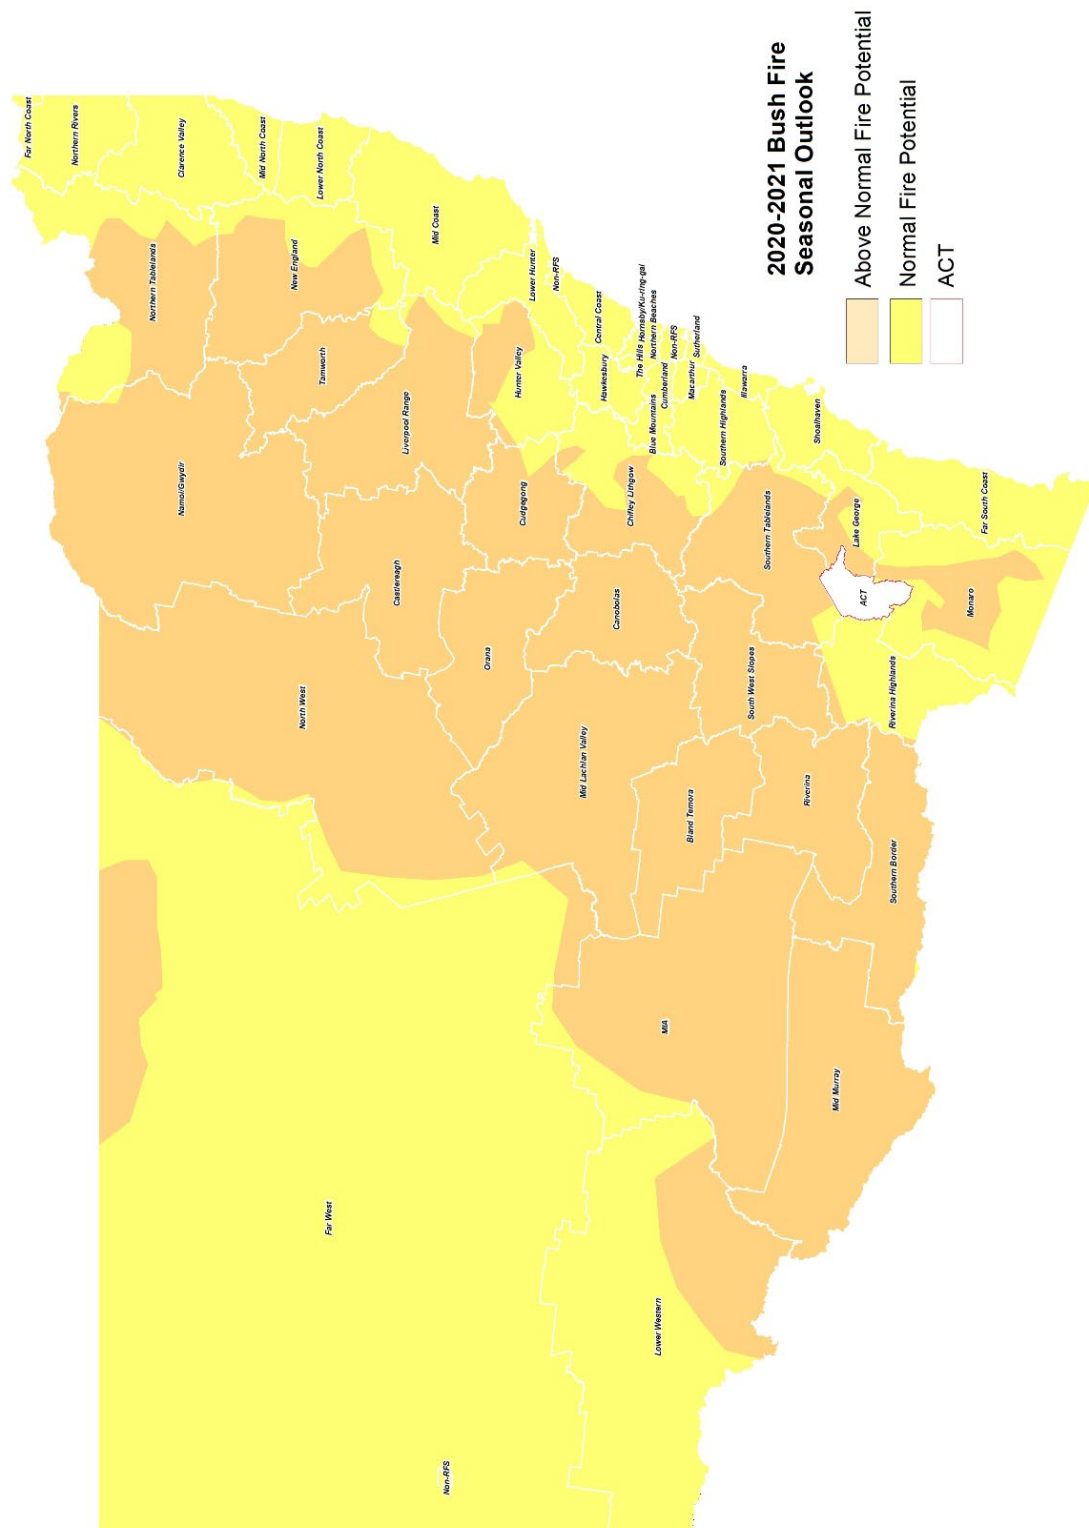 2020-2021 Bush Fire
Seasonal Outlook
Above Normal Fire Potential
Normal Fire Potential
ACT
Far North Coast
Northern Rivers
Clarence Valley
Mid North Coast
Lower North Coast
Northern Tablelands
New England
Mid Coast
Tamworth
Namoi/Gwydir
Liverpool Range
Lower Hunter
Non-RFS
Hunter Valley
Central Coast
Hawkesbury
The Hills
Hornsby/Ku-ring-gai
Northern Beaches
Blue Mountains
Cumberland
Non-RFS
Macarthur
Sutherland
Southern Highlands
Illawarra
Shoalhaven
Cudgegong
Chifley Lithgow
Castlereagh
Orana
Canobolas
Southern Tablelands
Lake George
Far South Coast
ACT
Monaro
North West
Mid Lachlan Valley
South West Slopes
Riverina Highlands
Bland Temora
Riverina
Southern Border
MIA
Mid Murray
Far West
Lower Western
Non-RFS